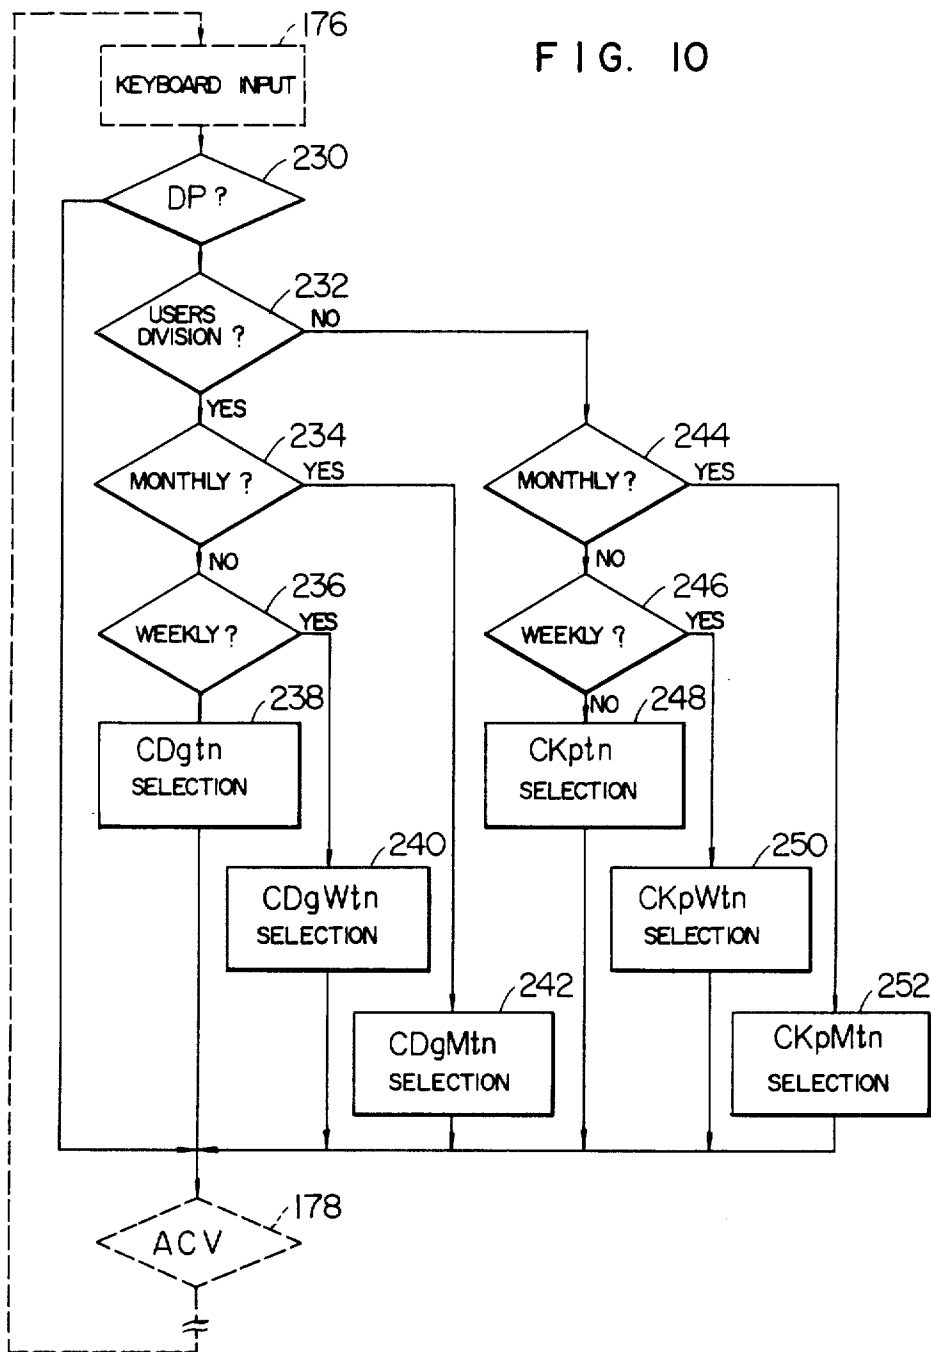 176
FIG. 10
KEYBOARD INPUT
230
DP?
232
USERS
DIVISION ?
NO
YES
234
MONTHLY ?
YES
244
MONTHLY ?
YES
NO
NO
236
WEEKLY ?
YES
246
WEEKLY ?
YES
NO
238
CDgtn
SELECTION
248
CKptn
SELECTION
240
CDgWtn
SELECTION
250
CKpWtn
SELECTION
242
CDgMtn
SELECTION
252
CKpMtn
SELECTION
178
ACV